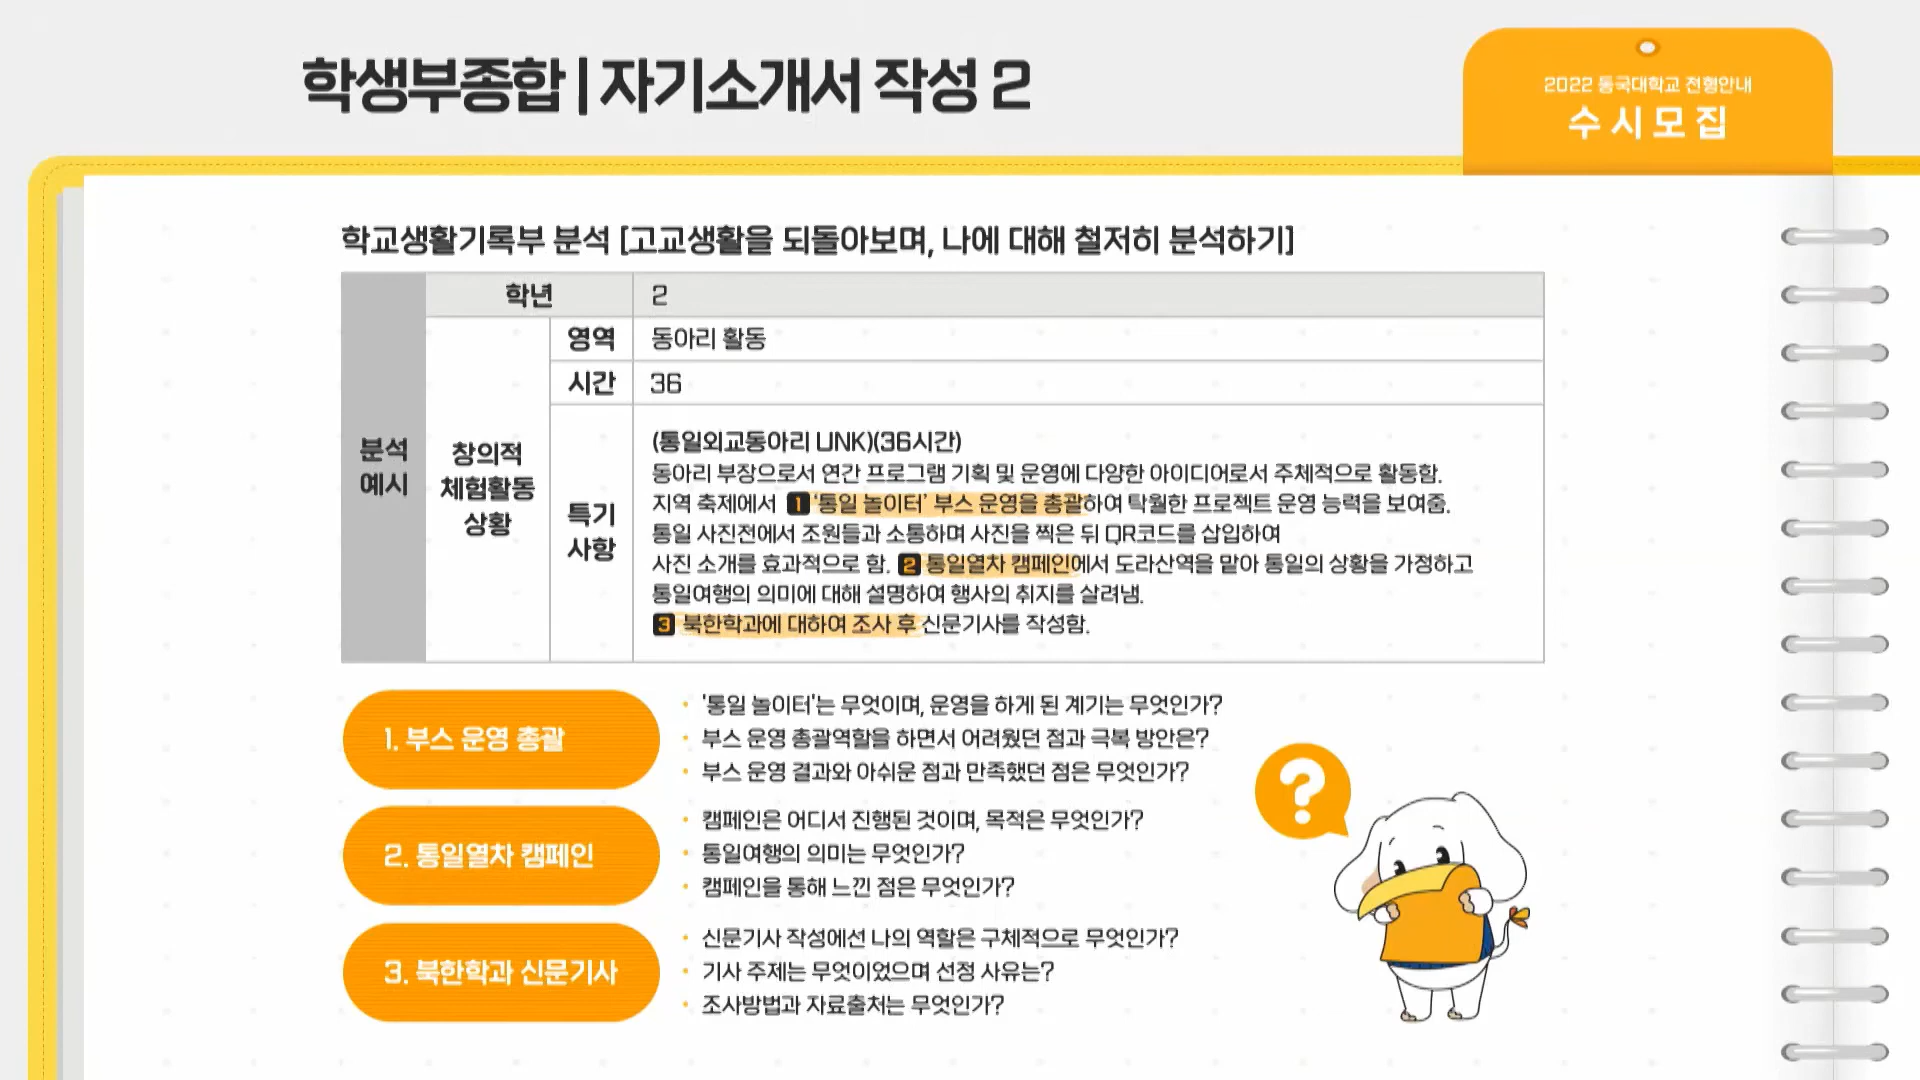 학생부종합 | 자기소개서 작성 2
2022 동국대학교 전형안내
수시모집
학교생활기록부 분석 [고교생활을 되돌아보며, 나에 대해 철저히 분석하기]
분석
예시
학년
2
창의적
체험활동
상황
영역
동아리 활동
시간
36
특기
사항
(통일외교동아리 UNK)(36시간)
동아리 부장으로서 연간 프로그램 기획 및 운영에 다양한 아이디어로서 주체적으로 활동함.
지역 축제에서 1 '통일 놀이터' 부스 운영을 총괄하여 탁월한 프로젝트 운영 능력을 보여줌.
통일 사진전에서 조원들과 소통하며 사진을 찍은 뒤 QR코드를 삽입하여
사진 소개를 효과적으로 함. 2 통일열차 캠페인에서 도라산역을 맡아 통일의 상황을 가정하고
통일여행의 의미에 대해 설명하여 행사의 취지를 살려냄.
3 북한학과에 대하여 조사 후 신문기사를 작성함.
1. 부스 운영 총괄
• '통일 놀이터'는 무엇이며, 운영을 하게 된 계기는 무엇인가?
• 부스 운영 총괄역할을 하면서 어려웠던 점과 극복 방안은?
• 부스 운영 결과와 아쉬운 점과 만족했던 점은 무엇인가?
2. 통일열차 캠페인
• 캠페인은 어디서 진행된 것이며, 목적은 무엇인가?
• 통일여행의 의미는 무엇인가?
• 캠페인을 통해 느낀 점은 무엇인가?
3. 북한학과 신문기사
• 신문기사 작성에선 나의 역할은 구체적으로 무엇인가?
• 기사 주제는 무엇이었으며 선정 사유는?
• 조사방법과 자료출처는 무엇인가?
?